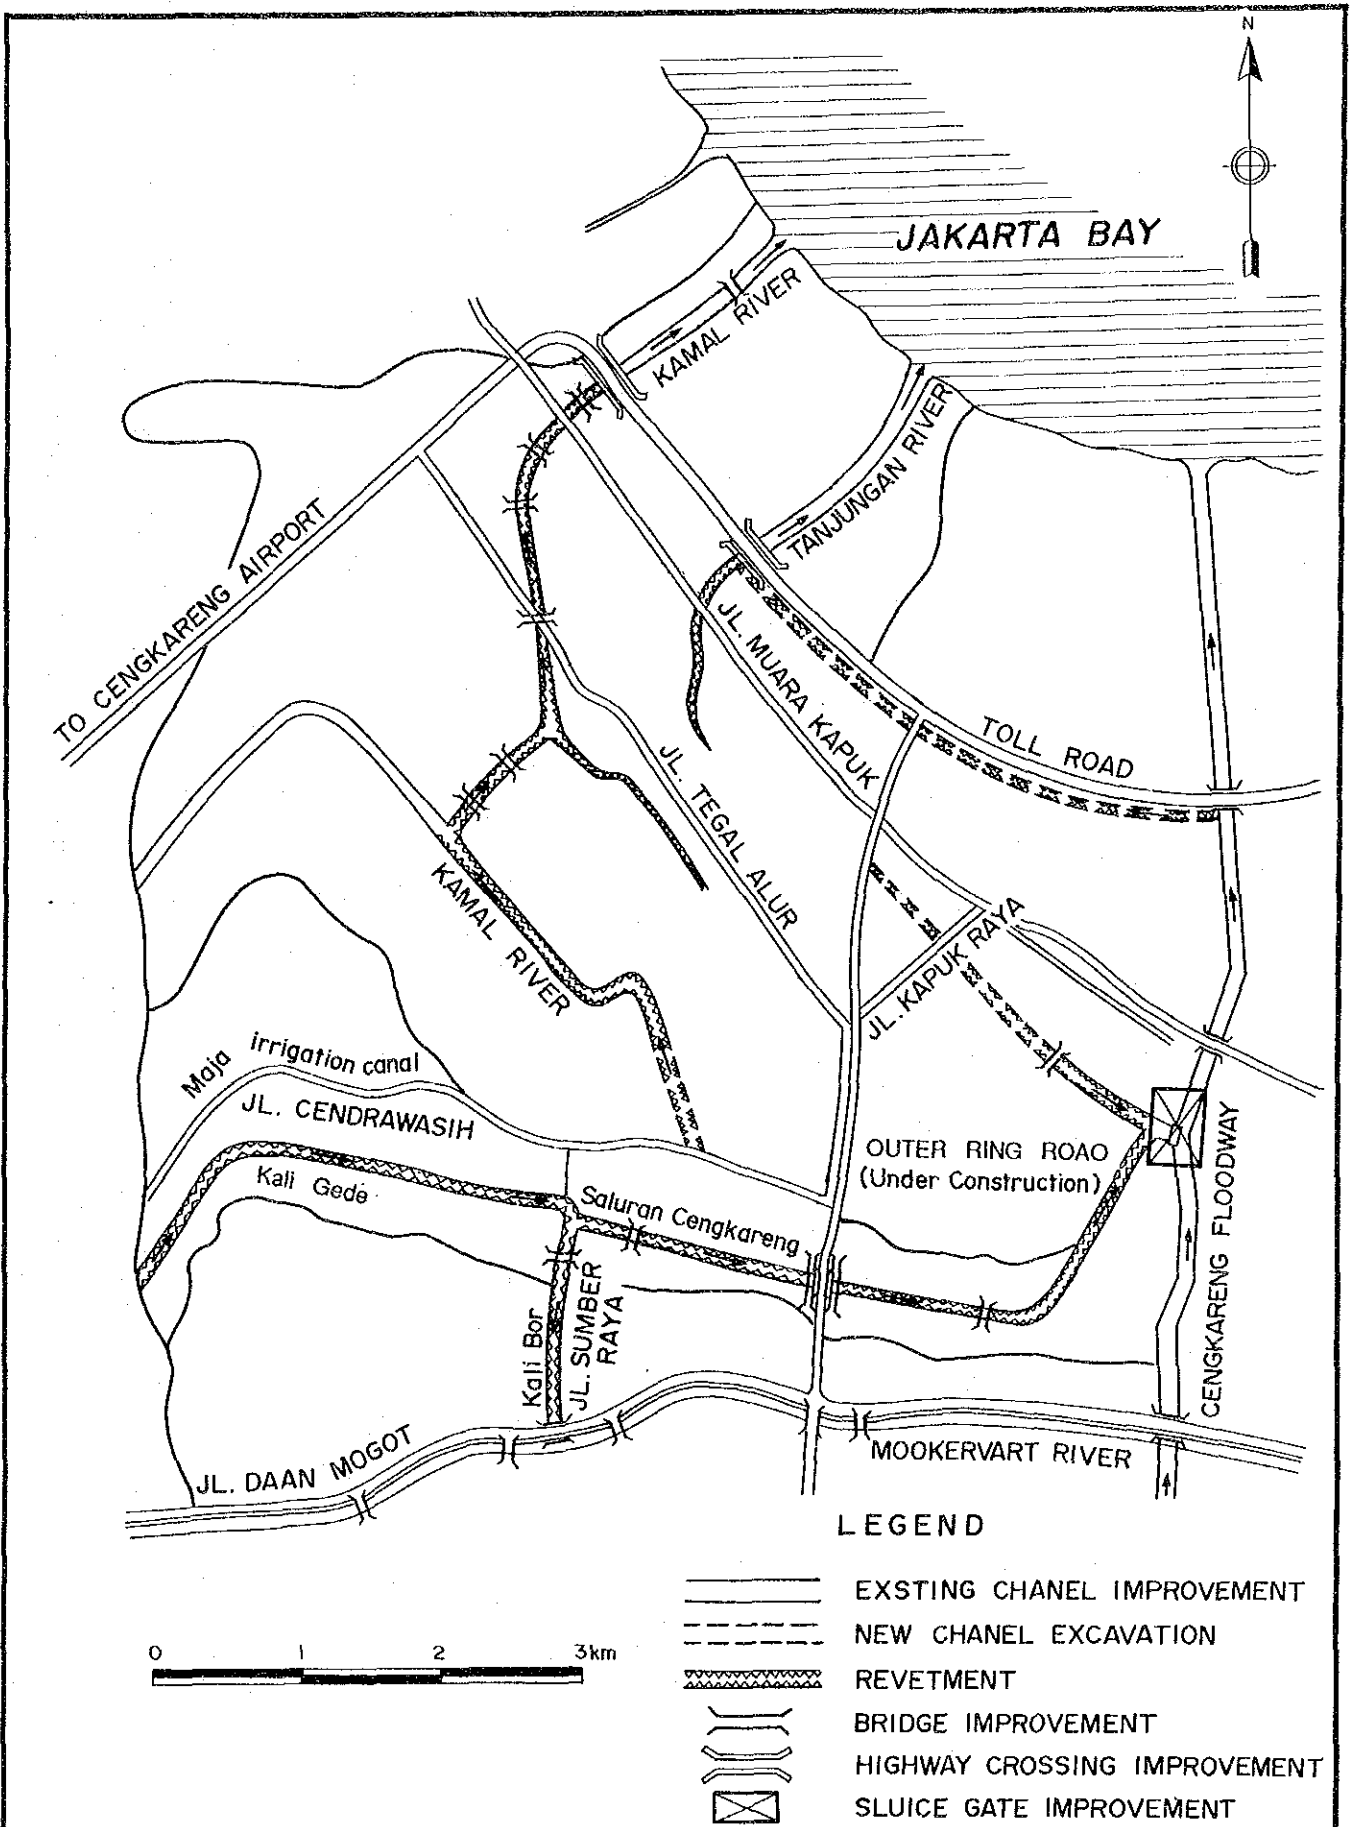 N
JAKARTA BAY
KAMAL RIVER
TANJUNGAN RIVER
TO CENGKARENG AIRPORT
JL. MUARA KAPUK
TOLL ROAD
JL. TEGAL ALUR
KAMAL RIVER
JL. KAPUK RAYA
Maja irrigation canal
JL. CENDRAWASIH
Kali Gede
Saluran Cengkareng
OUTER RING ROAD
(Under Construction)
CENGKARENG FLOODWAY
Kali Bor
JL. SUMBER
RAYA
JL. DAAN MOGOT
MOOKERVART RIVER
LEGEND
EXSTING CHANEL IMPROVEMENT
NEW CHANEL EXCAVATION
REVETMENT
BRIDGE IMPROVEMENT
HIGHWAY CROSSING IMPROVEMENT
SLUICE GATE IMPROVEMENT
0 1 2 3km